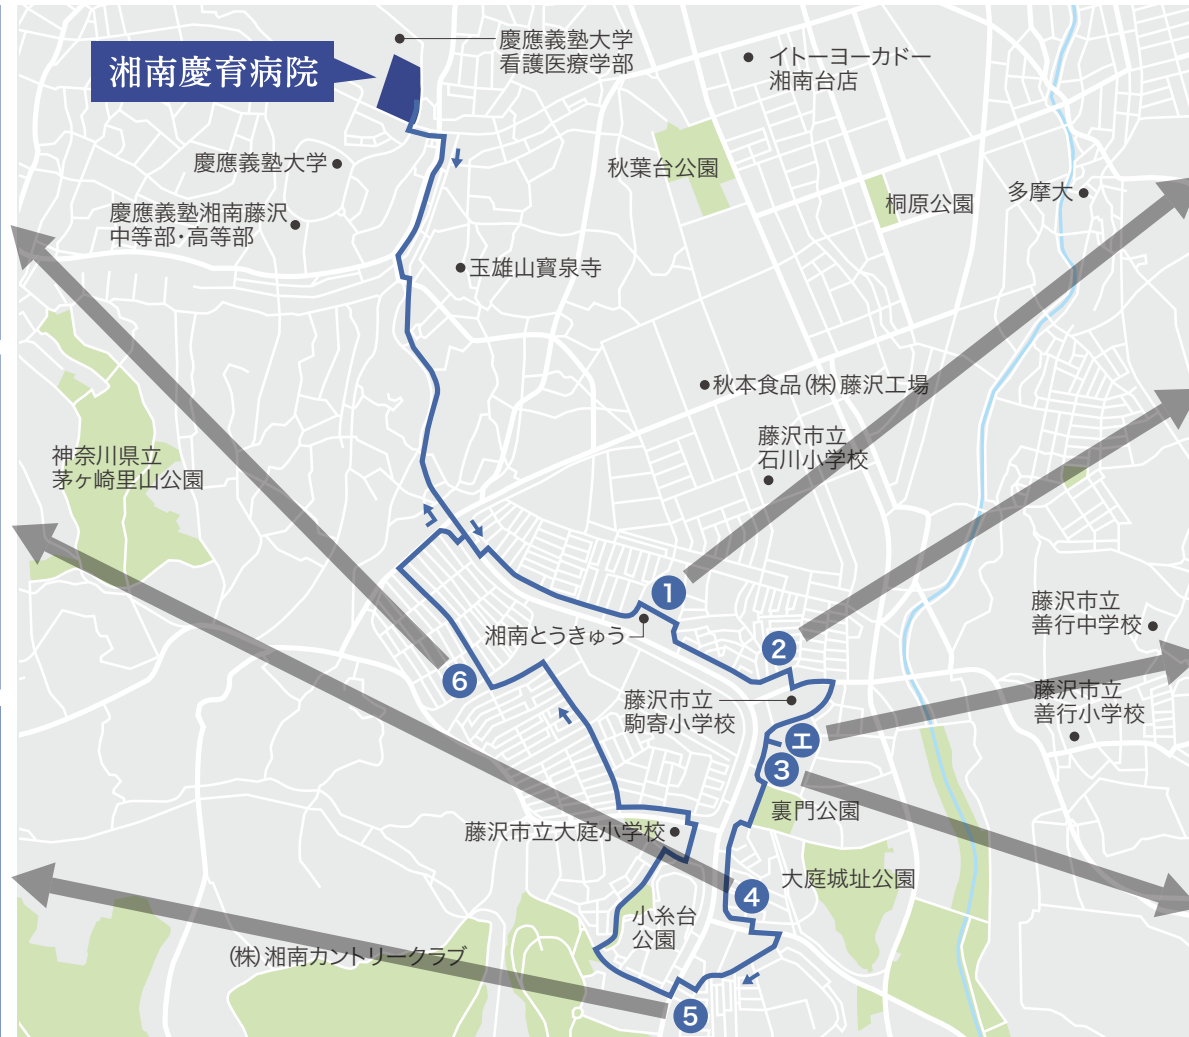 慶應義塾大学
看護医療学部
イトーヨーカドー
湘南台店
湘南慶育病院
慶應義塾大学
秋葉台公園
桐原公園
多摩大
慶應義塾湘南藤沢
中等部・高等部
玉雄山寳泉寺
秋本食品(株)藤沢工場
藤沢市立
石川小学校
神奈川県立
茅ヶ崎里山公園
1
藤沢市立
善行中学校
湘南とうきゅう
2
6
藤沢市立
駒寄小学校
藤沢市立
善行小学校
エ
3
裏門公園
藤沢市立大庭小学校
大庭城址公園
4
小糸台
公園
(株)湘南カントリークラブ
5